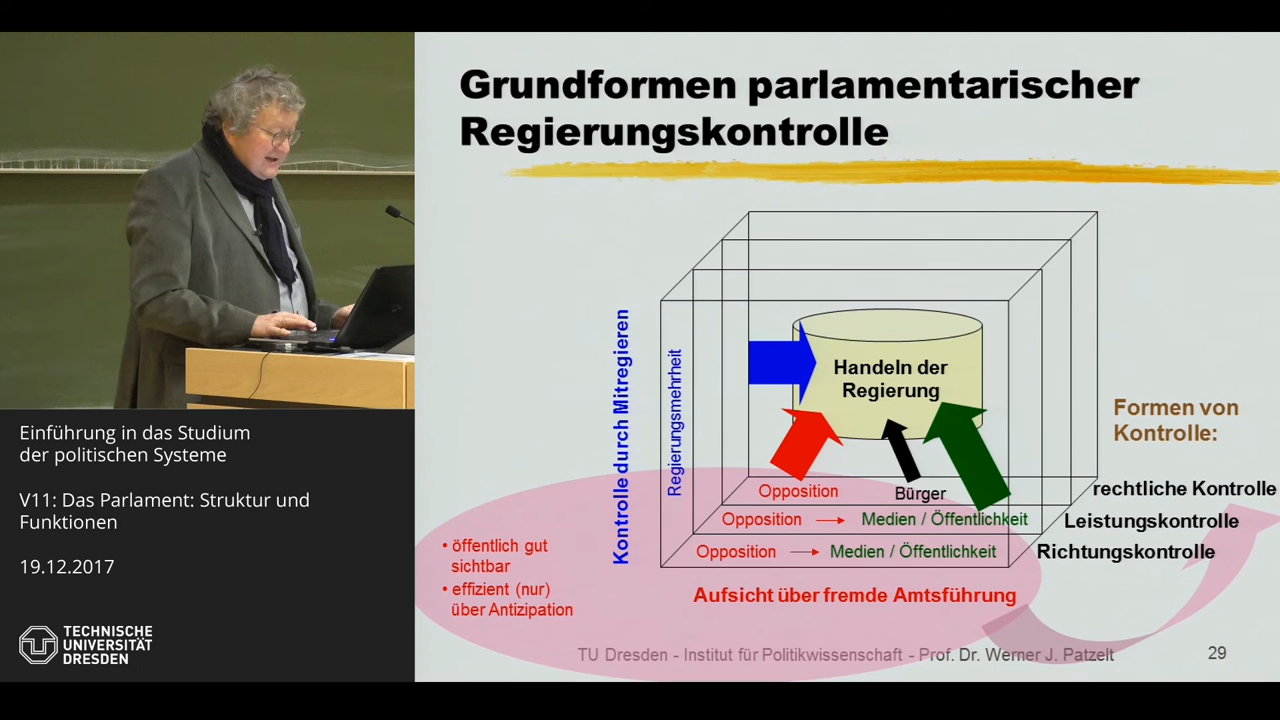 Grundformen parlamentarischer
Regierungskontrolle
Kontrolle durch Mitregieren
Regierungsmehrheit
Handeln der
Regierung
Formen von
Kontrolle:
Opposition
Bürger
rechtliche Kontrolle
Opposition
Medien / Öffentlichkeit
Leistungskontrolle
Opposition
Medien / Öffentlichkeit
Richtungskontrolle
• öffentlich gut
sichtbar
• effizient (nur)
über Antizipation
Aufsicht über fremde Amtsführung
TU Dresden - Institut für Politikwissenschaft - Prof. Dr. Werner J. Patzelt
29
Einführung in das Studium
der politischen Systeme
V11: Das Parlament: Struktur und
Funktionen
19.12.2017
TECHNISCHE
UNIVERSITÄT
DRESDEN